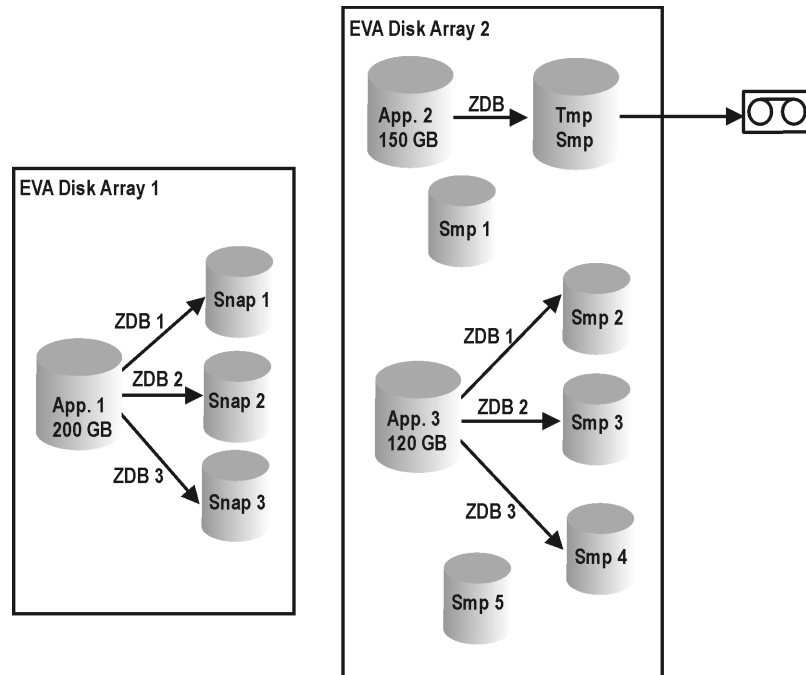 EVA Disk Array 1
ZDB 1
Snap 1
App. 1
200 GB
ZDB 2
Snap 2
ZDB 3
Snap 3
EVA Disk Array 2
App. 2
150 GB
ZDB
Tmp
Smp
Smp 1
ZDB 1
Smp 2
App. 3
120 GB
ZDB 2
Smp 3
ZDB 3
Smp 4
Smp 5